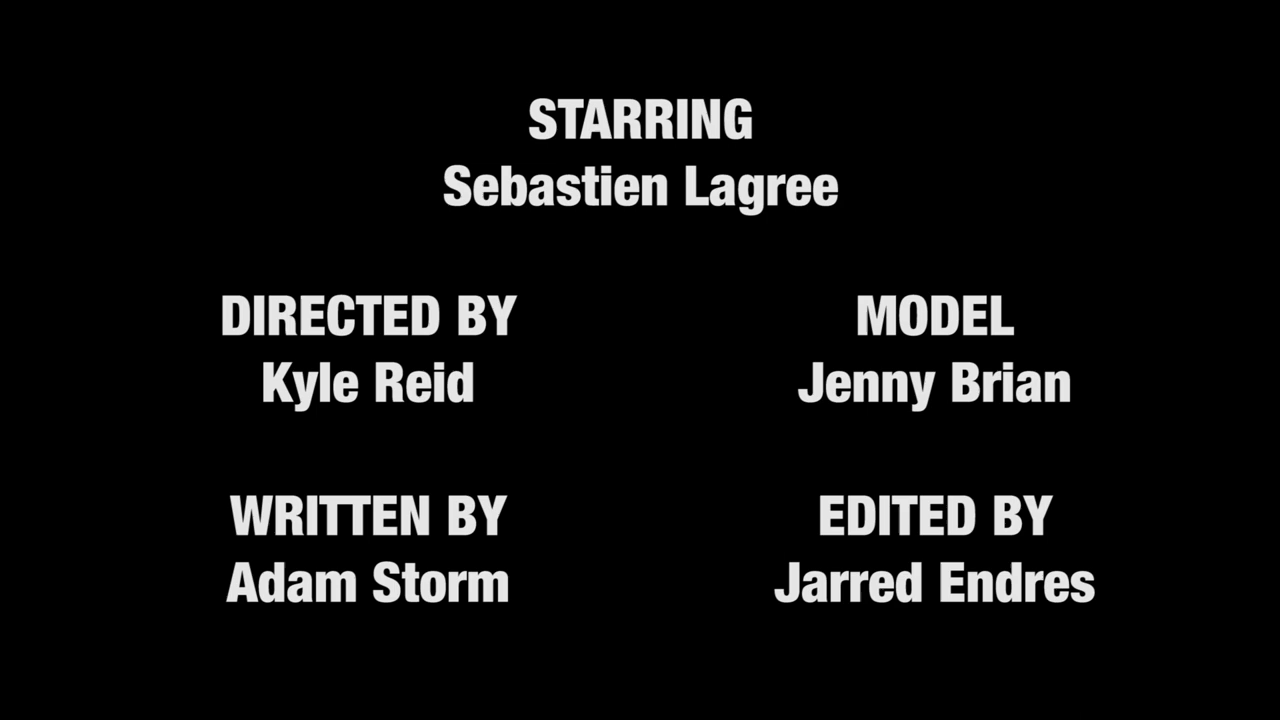 STARRING
Sebastien Lagree
DIRECTED BY
Kyle Reid
MODEL
Jenny Brian
WRITTEN BY
Adam Storm
EDITED BY
Jarred Endres